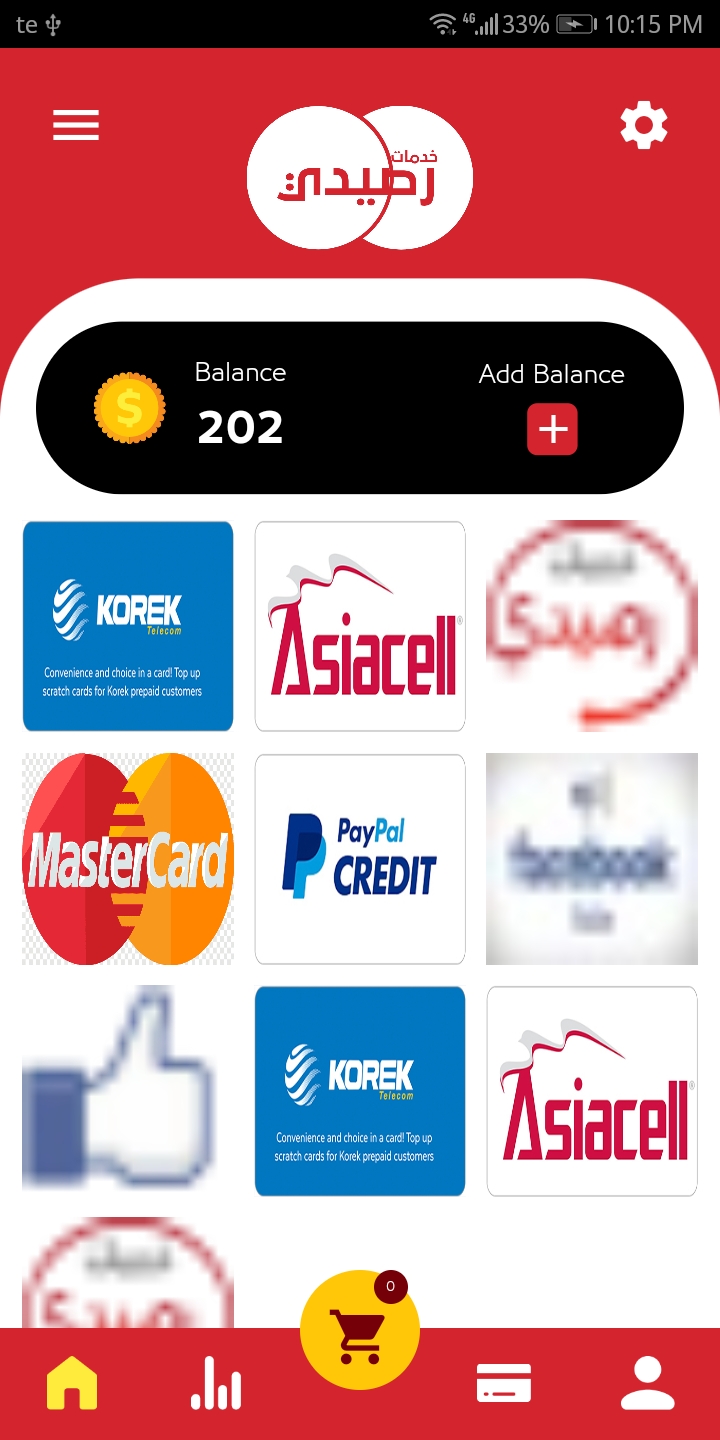 te
4G
33%
10:15 PM
خدمات
رصيدي
Balance
202
Add Balance
$
KOREK
Telecom
Convenience and choice in a card! Top up
scratch cards for Korek prepaid customers
Asiacell
رصيدي
MasterCard
PayPal
CREDIT
facebook
KOREK
Telecom
Convenience and choice in a card! Top up
scratch cards for Korek prepaid customers
Asiacell
0